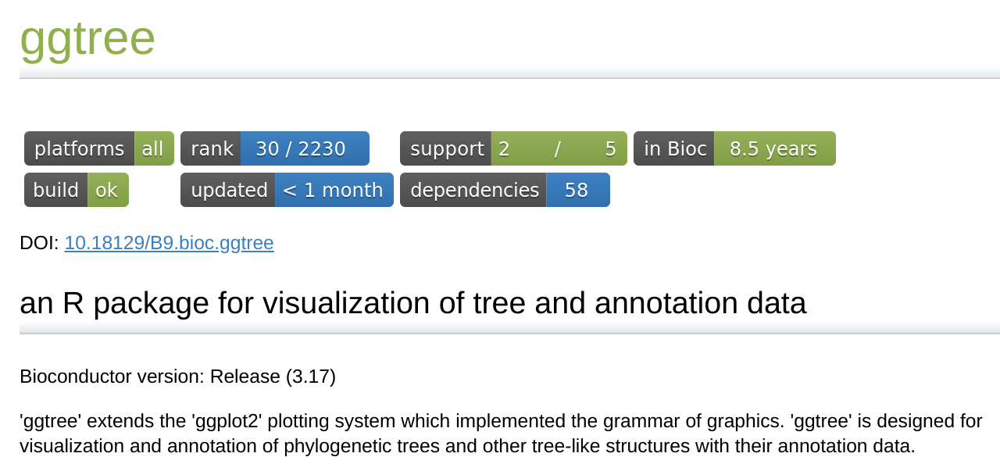 ggtree
platforms all rank 30 / 2230 support 2 / 5 in Bioc 8.5 years
build ok updated < 1 month dependencies 58
DOI: 10.18129/B9.bioc.ggtree
an R package for visualization of tree and annotation data
Bioconductor version: Release (3.17)
'ggtree' extends the 'ggplot2' plotting system which implemented the grammar of graphics. 'ggtree' is designed for
visualization and annotation of phylogenetic trees and other tree-like structures with their annotation data.